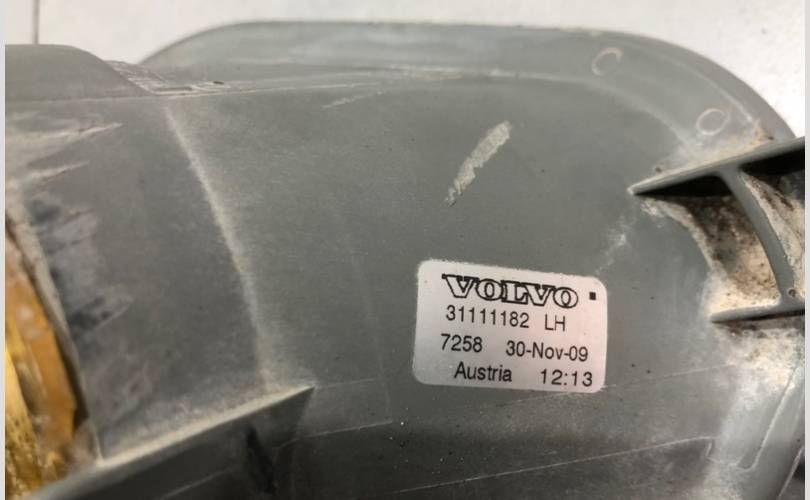 VOLVO
31111182 LH
7258 30-Nov-09
Austria 12:13